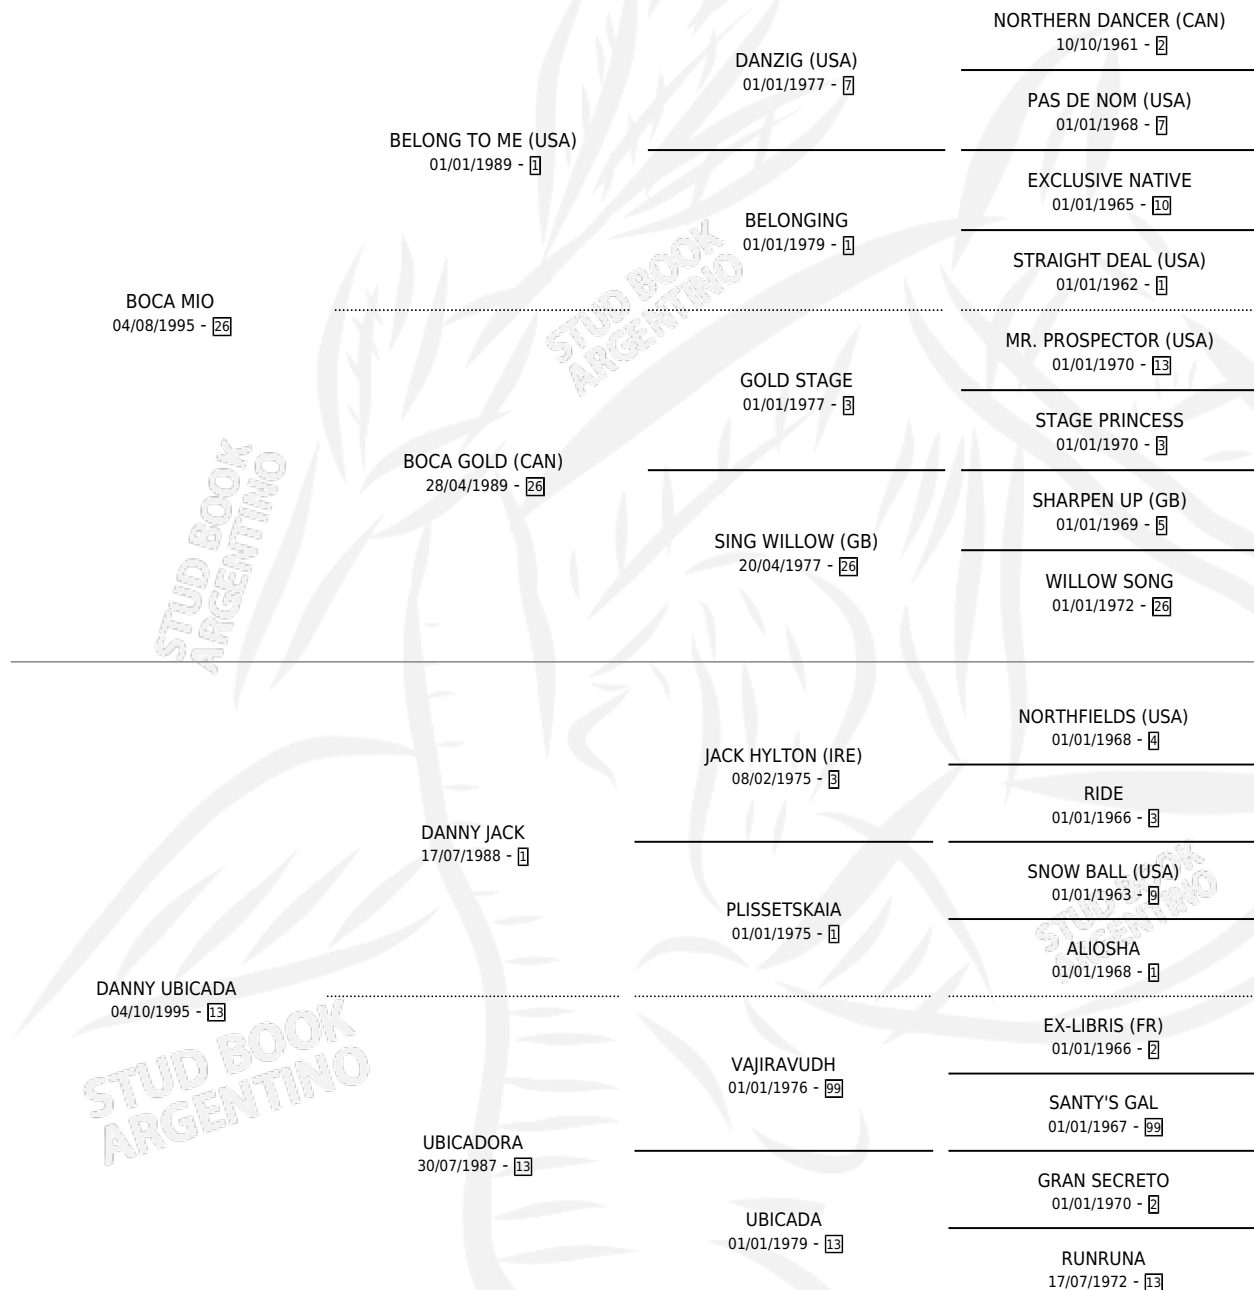 NORTHERN DANCER (CAN)
10/10/1961 - 2
DANZIG (USA)
01/01/1977 - 7
PAS DE NOM (USA)
01/01/1968 - 7
BELONG TO ME (USA)
01/01/1989 - 1
EXCLUSIVE NATIVE
01/01/1965 - 10
BELONGING
01/01/1979 - 1
STRAIGHT DEAL (USA)
01/01/1962 - 1
BOCA MIO
04/08/1995 - 26
STUD BOOK
ARGENTINO
MR. PROSPECTOR (USA)
01/01/1970 - 13
GOLD STAGE
01/01/1977 - 3
STAGE PRINCESS
01/01/1970 - 3
BOCA GOLD (CAN)
28/04/1989 - 26
SHARPEN UP (GB)
01/01/1969 - 5
SING WILLOW (GB)
20/04/1977 - 26
WILLOW SONG
01/01/1972 - 26
STUD BOOK
ARGENTINO
NORTHFIELDS (USA)
01/01/1968 - 4
JACK HYLTON (IRE)
08/02/1975 - 3
RIDE
01/01/1966 - 3
DANNY JACK
17/07/1988 - 1
SNOW BALL (USA)
01/01/1963 - 9
PLISSETSKAIA
01/01/1975 - 1
STUD BOOK
ARGENTINO
ALIOSHA
01/01/1968 - 1
DANNY UBICADA
04/10/1995 - 13
STUD BOOK
ARGENTINO
EX-LIBRIS (FR)
01/01/1966 - 2
VAJIRAVUDH
01/01/1976 - 99
SANTY'S GAL
01/01/1967 - 99
UBICADORA
30/07/1987 - 13
GRAN SECRETO
01/01/1970 - 2
UBICADA
01/01/1979 - 13
RUNRUNA
17/07/1972 - 13